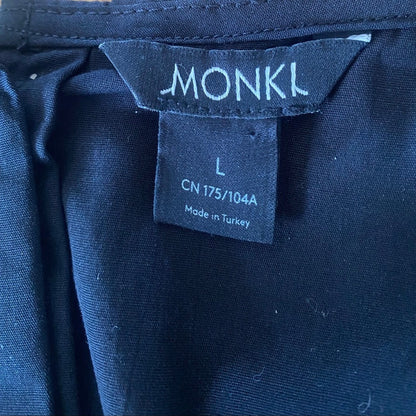 MONKI
L
CN 175/104A
Made in Turkey